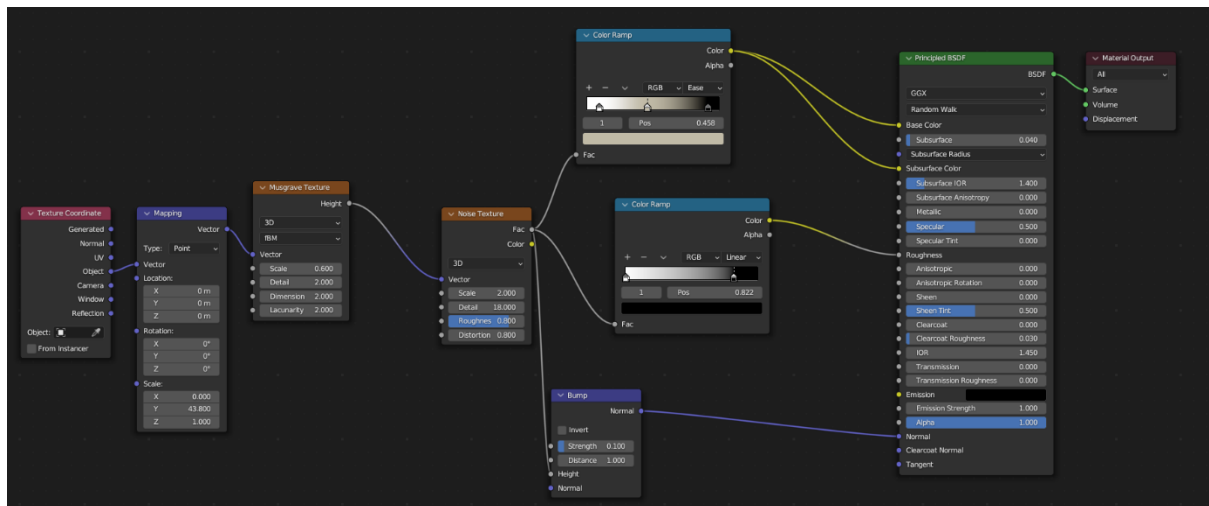 Texture Coordinate
Generated
Normal
UV
Object
Camera
Window
Reflection
Object:
From Instancer
Mapping
Vector
Type: Point
Vector
Location:
X 0 m
Y 0 m
Z 0 m
Rotation:
X 0°
Y 0°
Z 0°
Scale:
X 0.000
Y 43.800
Z 1.000
Musgrave Texture
Height
3D
fBM
Vector
Scale 0.600
Detail 2.000
Dimension 2.000
Lacunarity 2.000
Noise Texture
Fac
Color
3D
Vector
Scale 2.000
Detail 18.000
Roughnes 0.800
Distortion 0.800
Color Ramp
Color
Alpha
+ − RGB Ease
1 Pos 0.458
Fac
Color Ramp
Color
Alpha
+ − RGB Linear
1 Pos 0.822
Fac
Bump
Normal
Invert
Strength 0.100
Distance 1.000
Height
Normal
Principled BSDF
BSDF
GGX
Random Walk
Base Color
Subsurface 0.040
Subsurface Radius
Subsurface Color
Subsurface IOR 1.400
Subsurface Anisotropy 0.000
Metallic 0.000
Specular 0.500
Specular Tint 0.000
Roughness
Anisotropic 0.000
Anisotropic Rotation 0.000
Sheen 0.000
Sheen Tint 0.500
Clearcoat 0.000
Clearcoat Roughness 0.030
IOR 1.450
Transmission 0.000
Transmission Roughness 0.000
Emission
Emission Strength 1.000
Alpha 1.000
Normal
Clearcoat Normal
Tangent
Material Output
All
Surface
Volume
Displacement